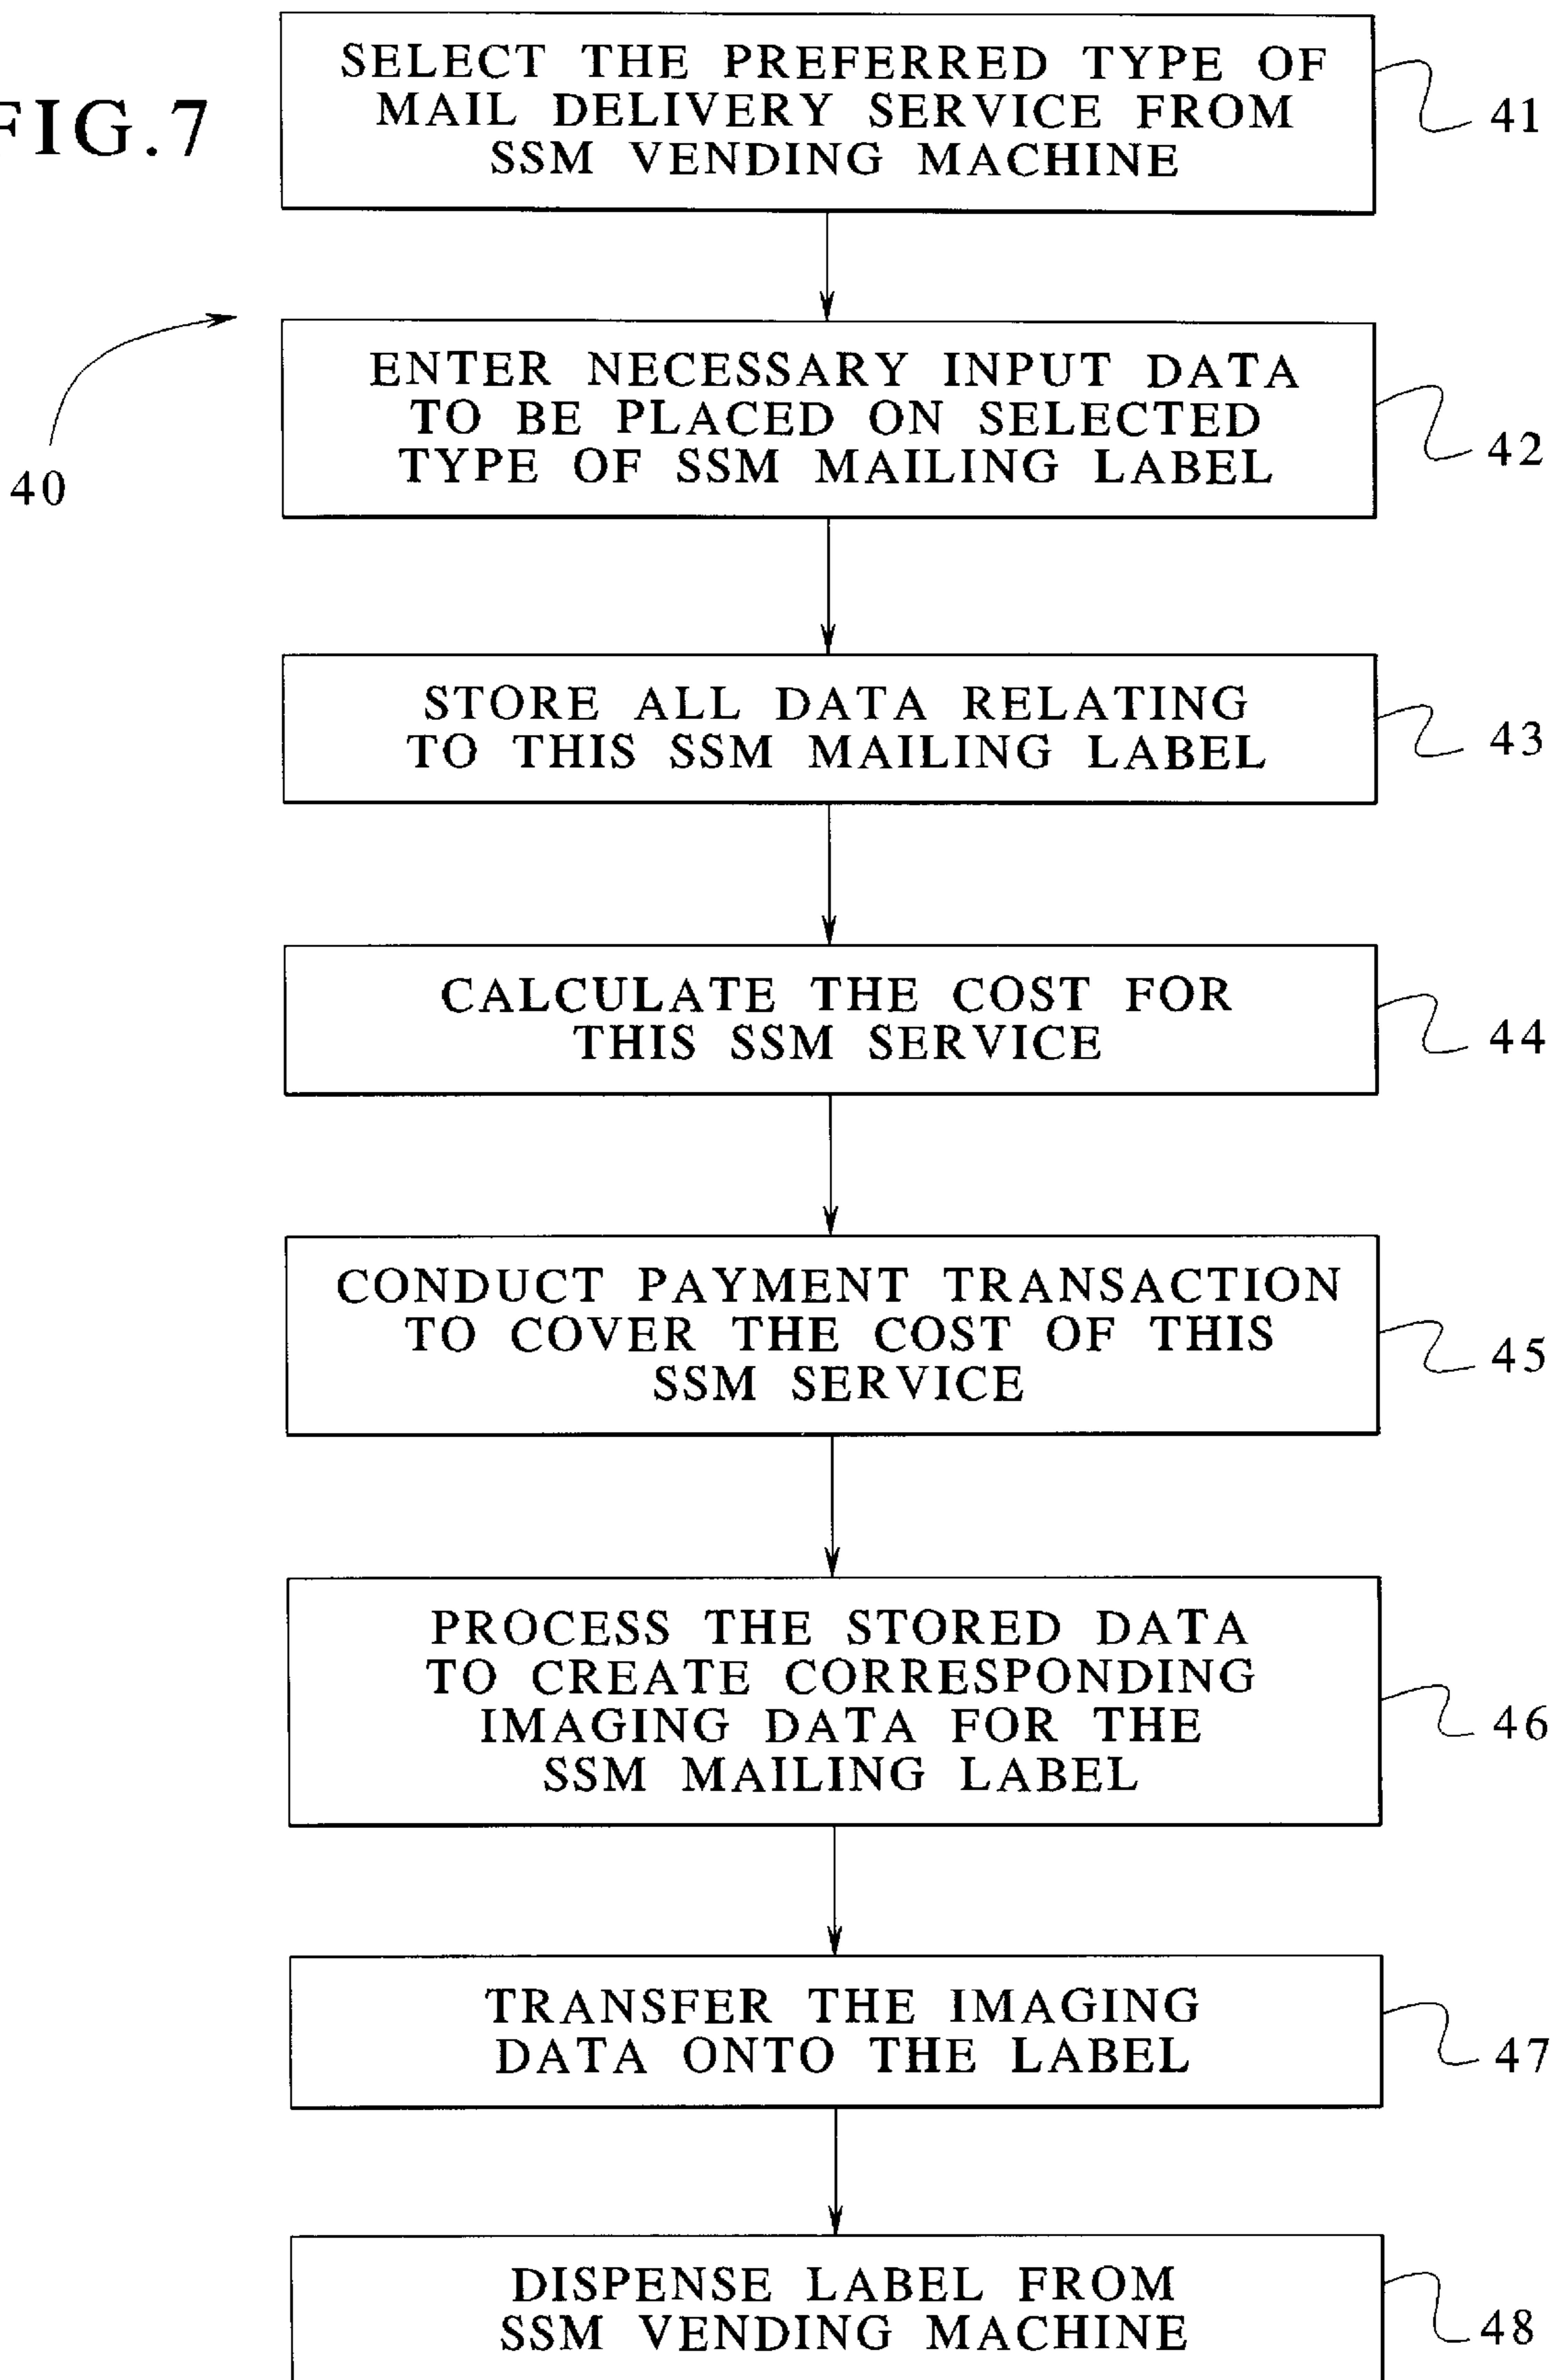 FIG.7
SELECT THE PREFERRED TYPE OF
MAIL DELIVERY SERVICE FROM
SSM VENDING MACHINE
41
40
ENTER NECESSARY INPUT DATA
TO BE PLACED ON SELECTED
TYPE OF SSM MAILING LABEL
42
STORE ALL DATA RELATING
TO THIS SSM MAILING LABEL
43
CALCULATE THE COST FOR
THIS SSM SERVICE
44
CONDUCT PAYMENT TRANSACTION
TO COVER THE COST OF THIS
SSM SERVICE
45
PROCESS THE STORED DATA
TO CREATE CORRESPONDING
IMAGING DATA FOR THE
SSM MAILING LABEL
46
TRANSFER THE IMAGING
DATA ONTO THE LABEL
47
DISPENSE LABEL FROM
SSM VENDING MACHINE
48